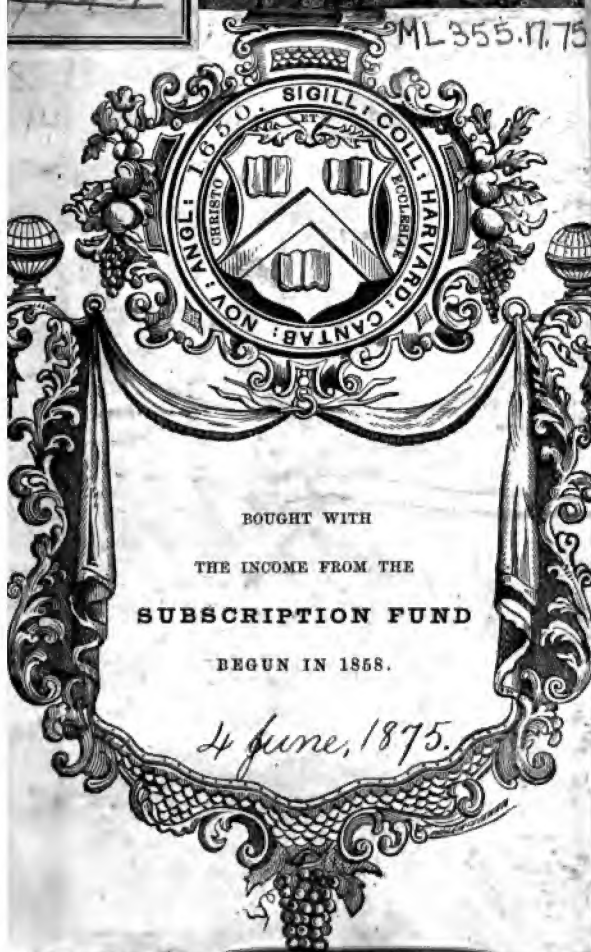 ML 355.17.75
SIGILL: COLL: HARVARD: CANTAB: NOV: ANGL: 1650.
ET
CHRISTO
ECCLESIAE
BOUGHT WITH
THE INCOME FROM THE
SUBSCRIPTION FUND
BEGUN IN 1858.
4 June, 1875.